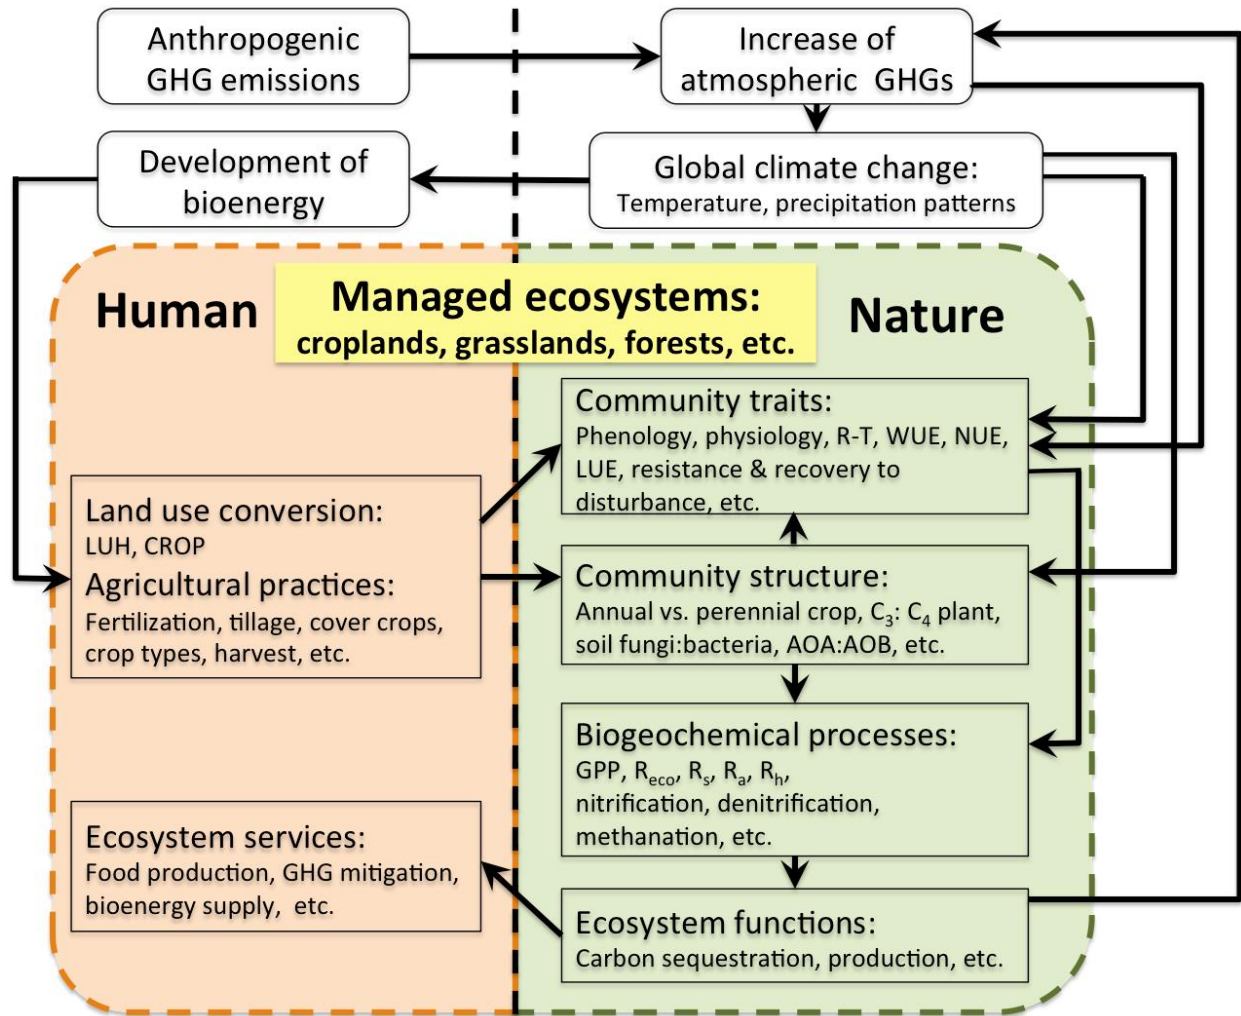 Anthropogenic
GHG emissions
Increase of
atmospheric GHGs
Development of
bioenergy
Global climate change:
Temperature, precipitation patterns
Human
Managed ecosystems:
croplands, grasslands, forests, etc.
Nature
Community traits:
Phenology, physiology, R-T, WUE, NUE,
LUE, resistance & recovery to
disturbance, etc.
Land use conversion:
LUH, CROP
Agricultural practices:
Fertilization, tillage, cover crops,
crop types, harvest, etc.
Community structure:
Annual vs. perennial crop, C₃: C₄ plant,
soil fungi:bacteria, AOA:AOB, etc.
Biogeochemical processes:
GPP, Reco, Rs, Ra, Rh,
nitrification, denitrification,
methanation, etc.
Ecosystem services:
Food production, GHG mitigation,
bioenergy supply, etc.
Ecosystem functions:
Carbon sequestration, production, etc.